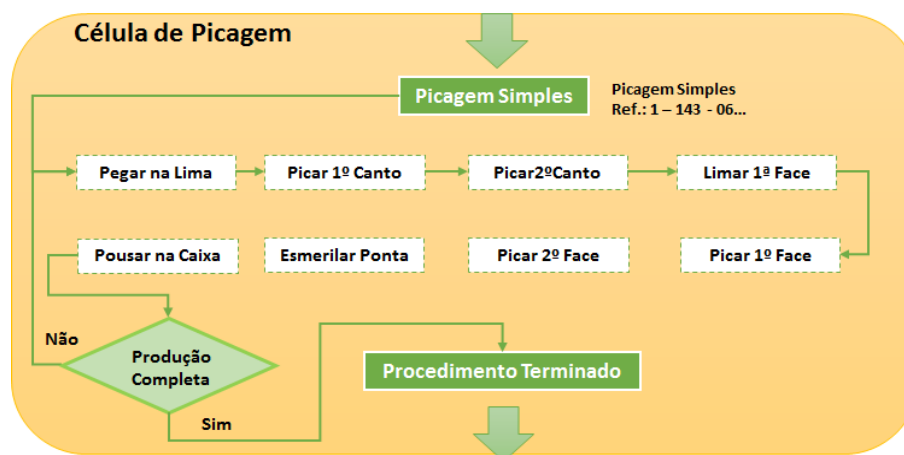 Célula de Picagem
Picagem Simples
Picagem Simples
Ref.: 1 – 143 - 06...
Pegar na Lima
Picar 1º Canto
Picar2ºCanto
Limar 1ª Face
Pousar na Caixa
Esmerilar Ponta
Picar 2º Face
Picar 1º Face
Não
Produção
Completa
Procedimento Terminado
Sim